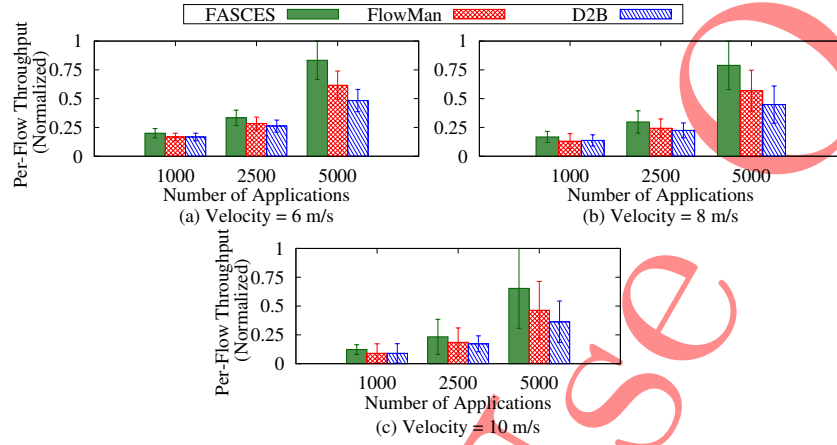 FASCES FlowMan D2B
Per-Flow Throughput
(Normalized)
1
0.75
0.5
0.25
0
1000 2500 5000
Number of Applications
(a) Velocity = 6 m/s
1
0.75
0.5
0.25
0
1000 2500 5000
Number of Applications
(b) Velocity = 8 m/s
Per-Flow Throughput
(Normalized)
1
0.75
0.5
0.25
0
1000 2500 5000
Number of Applications
(c) Velocity = 10 m/s